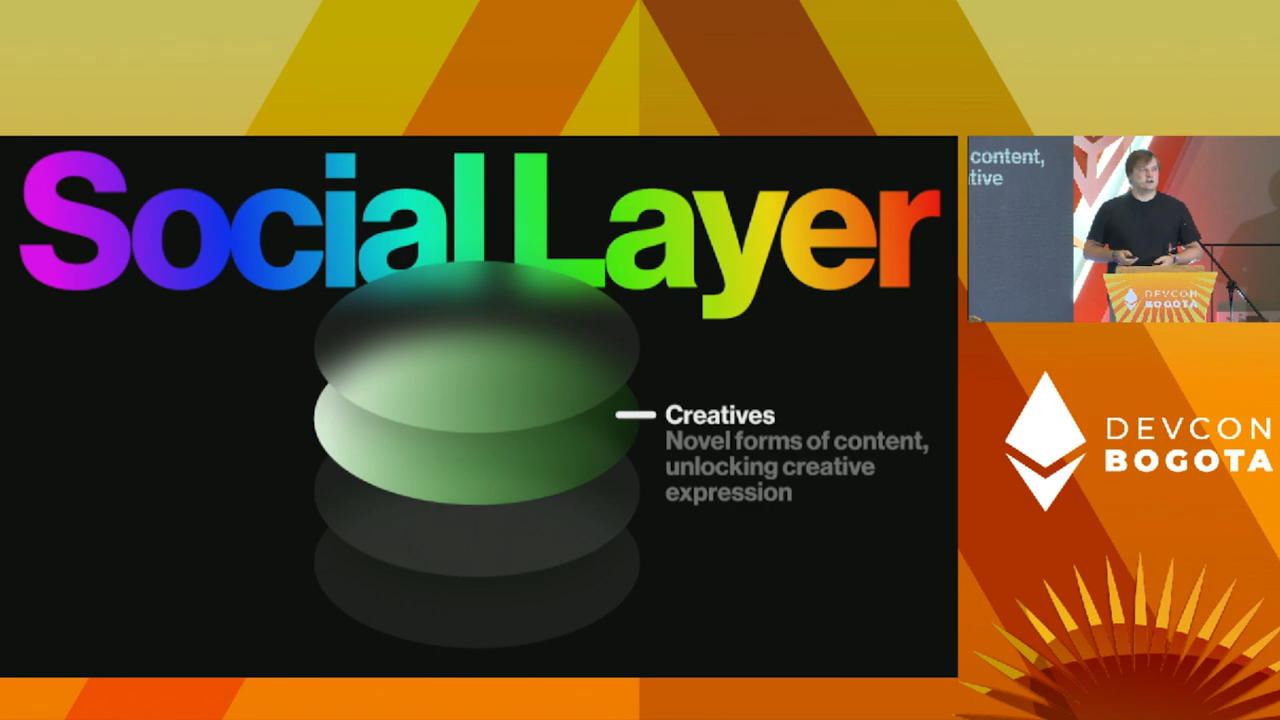 Social Layer
Creatives
Novel forms of content,
unlocking creative
expression
content,
tive
DEVCON
BOGOTA
DEVCON
BOGOTA